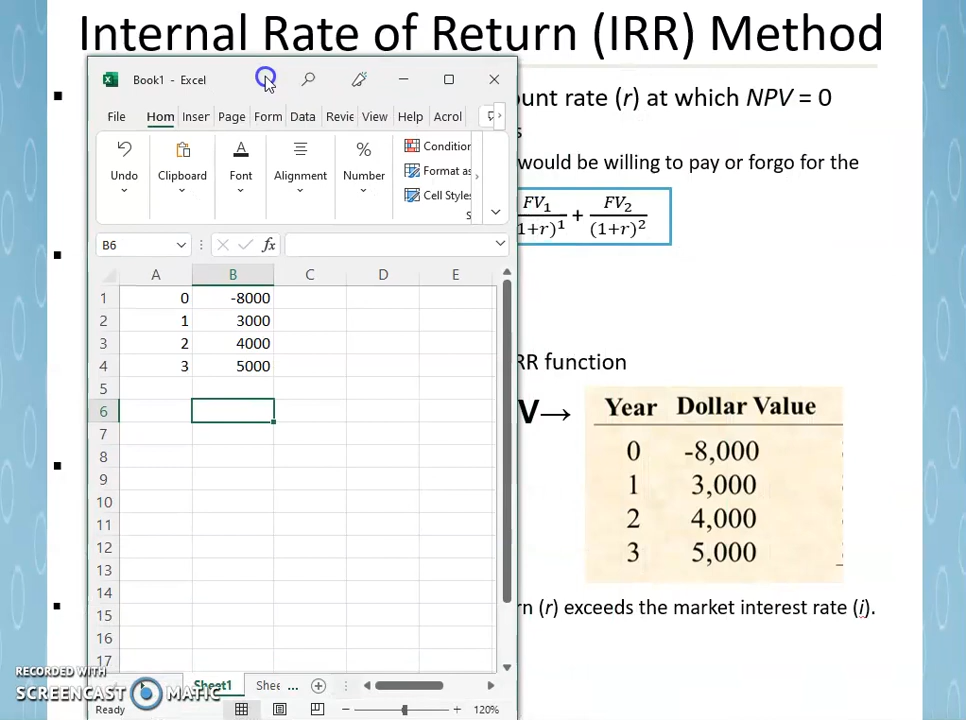 Internal Rate of Return (IRR) Method
Book1 - Excel
ount rate (r) at which NPV = 0
s
File Hom Inser Page Form Data Revie View Help Acrol
would be willing to pay or forgo for the
Undo Clipboard Font Alignment Number
Condition
Format as
Cell Styles
S
FV1/(1+r)^1 + FV2/(1+r)^2
B6 fx
A B C D E
1 0 -8000
2 1 3000
3 2 4000
4 3 5000
5
6
7
8
9
10
11
12
13
14
15
16
17
RR function
V→
Year Dollar Value
0 -8,000
1 3,000
2 4,000
3 5,000
rn (r) exceeds the market interest rate (i).
RECORDED WITH
SCREENCAST MATIC
Sheet1 Shee ...
Ready 120%